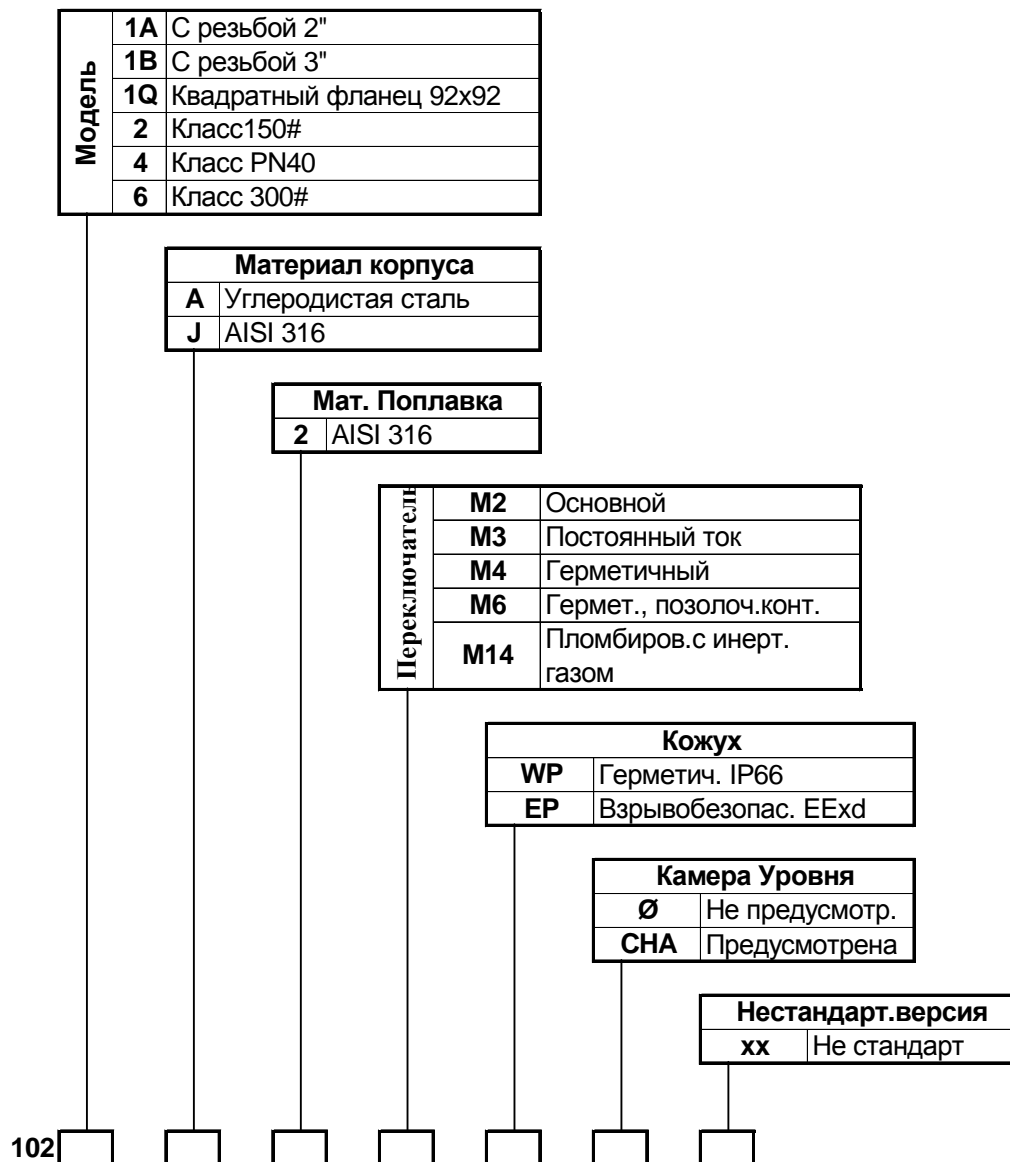 Модель
1A С резьбой 2"
1B С резьбой 3"
1Q Квадратный фланец 92x92
2 Класс150#
4 Класс PN40
6 Класс 300#
Материал корпуса
A Углеродистая сталь
J AISI 316
Мат. Поплавка
2 AISI 316
Переключатель
M2 Основной
M3 Постоянный ток
M4 Герметичный
M6 Гермет., позолоч.конт.
M14 Пломбиров.с инерт.
газом
Кожух
WP Герметич. IP66
EP Взрывобезопас. EExd
Камера Уровня
Ø Не предусмотр.
CHA Предусмотрена
Нестандарт.версия
xx Не стандарт
102